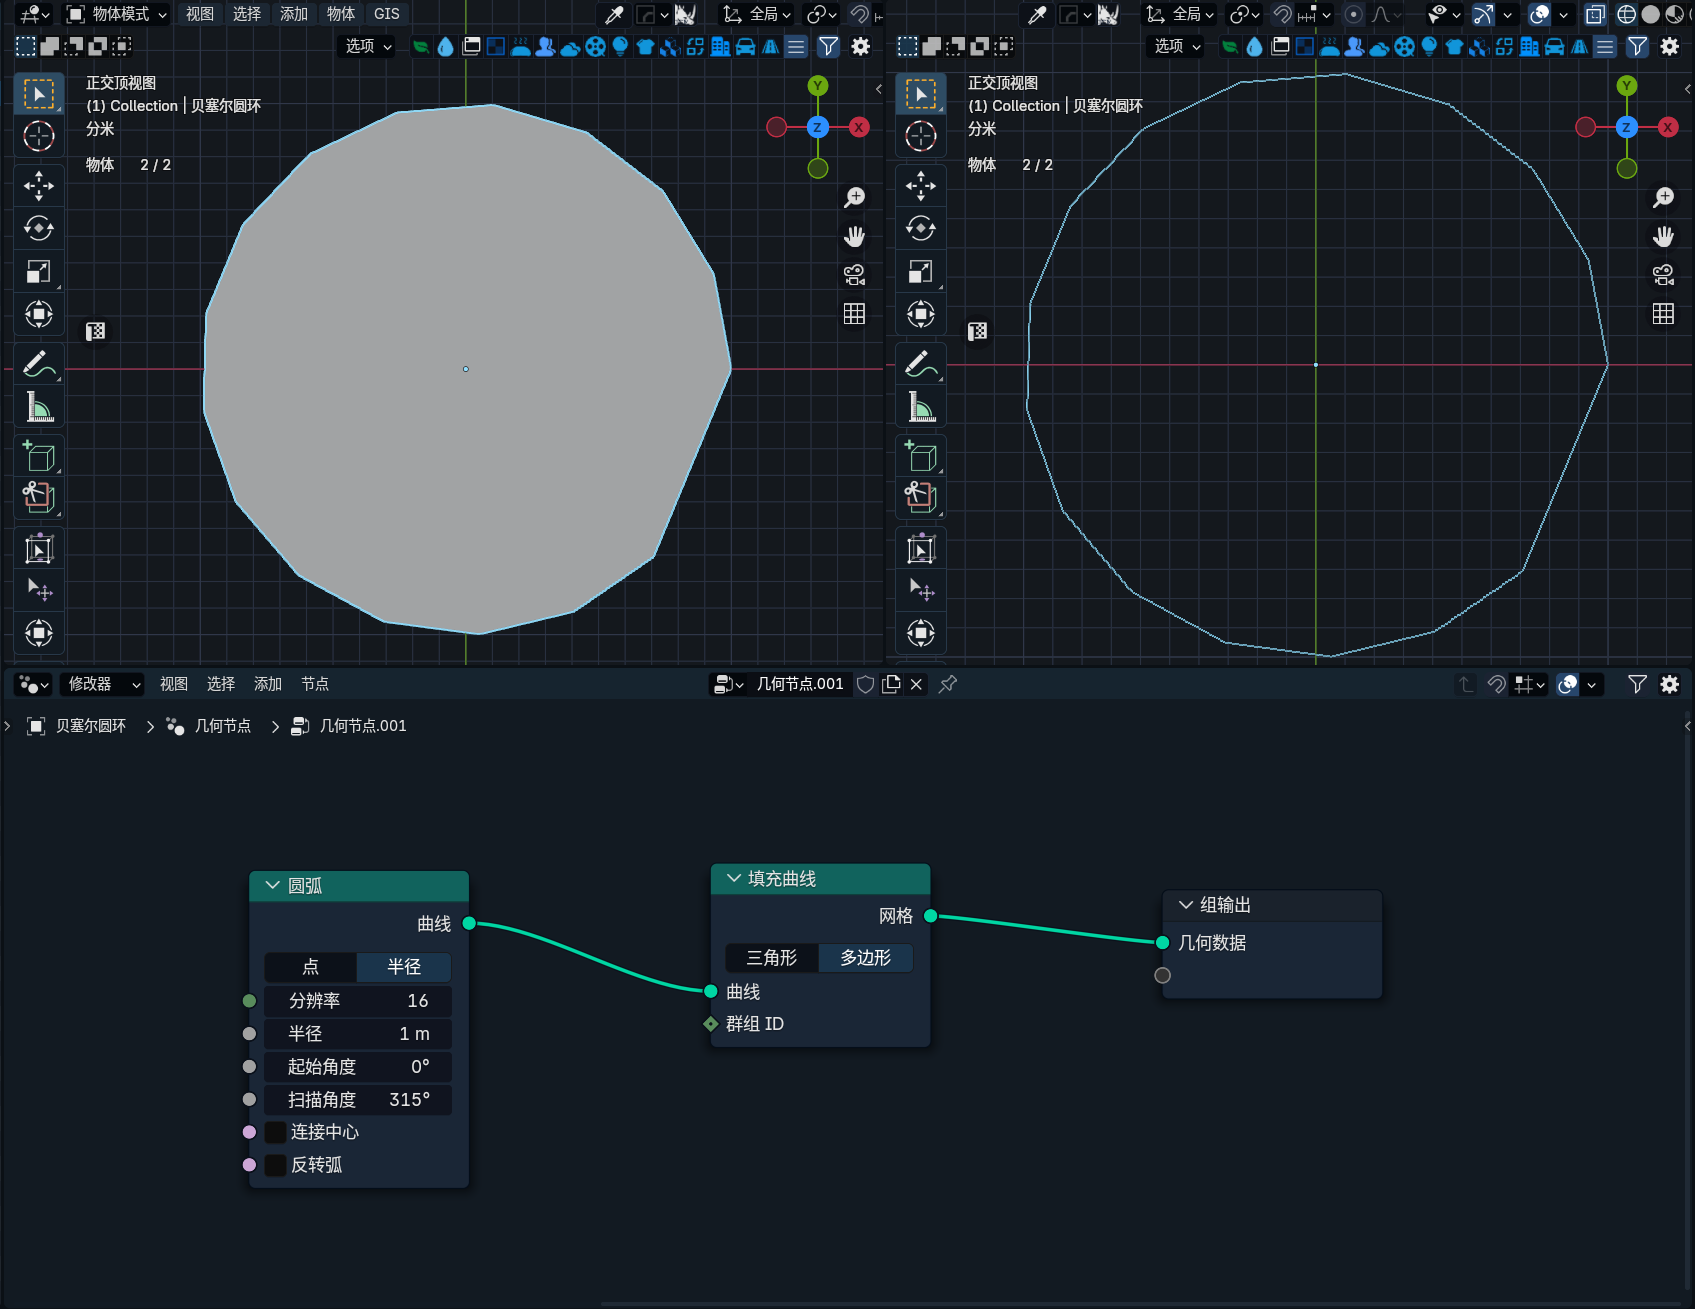 物体模式 视图 选择 添加 物体 GIS 全局 全局
选项 选项
正交顶视图
(1) Collection | 贝塞尔圆环
分米
物体 2 / 2
Y
Z
X
正交顶视图
(1) Collection | 贝塞尔圆环
分米
物体 2 / 2
Y
Z
X
修改器 视图 选择 添加 节点 几何节点.001
贝塞尔圆环 几何节点 几何节点.001
圆弧
曲线
点 半径
分辨率 16
半径 1 m
起始角度 0°
扫描角度 315°
连接中心
反转弧
填充曲线
网格
三角形 多边形
曲线
群组 ID
组输出
几何数据